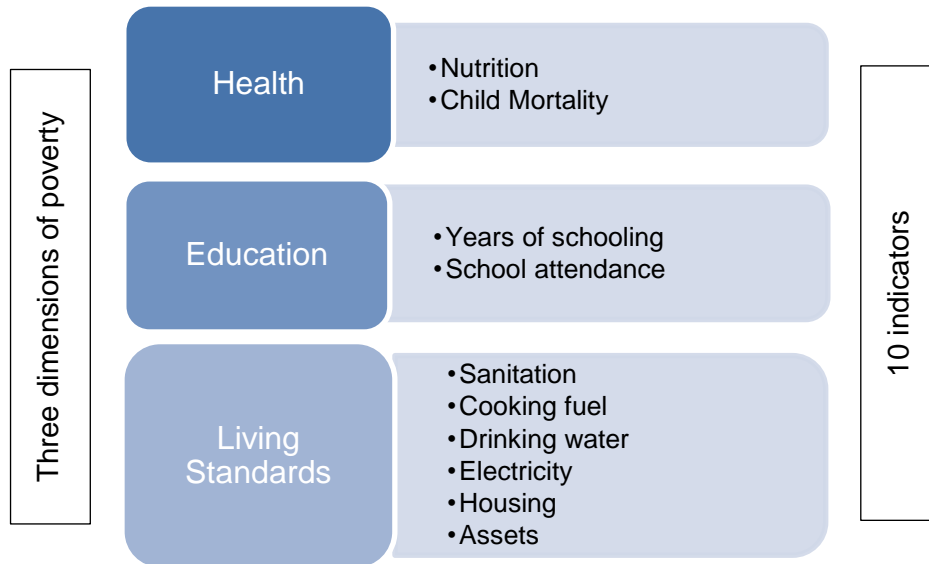 Three dimensions of poverty
Health
•Nutrition
•Child Mortality
Education
•Years of schooling
•School attendance
Living
Standards
•Sanitation
•Cooking fuel
•Drinking water
•Electricity
•Housing
•Assets
10 indicators